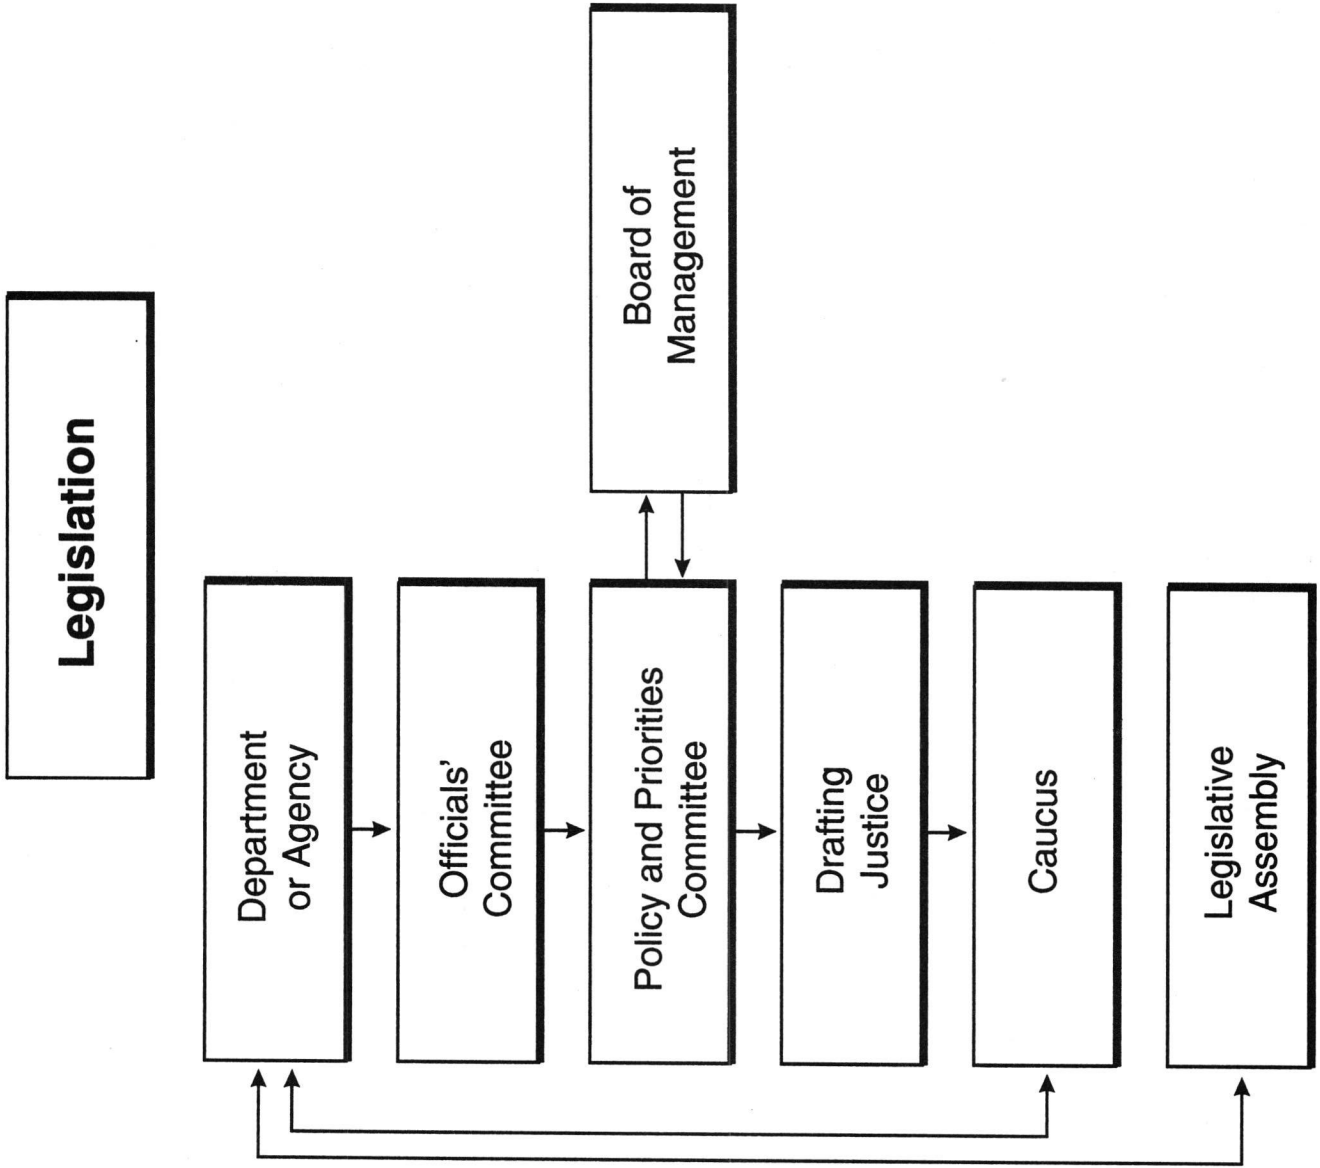 Legislation
Department
or Agency
Officials'
Committee
Policy and Priorities
Committee
Board of
Management
Drafting
Justice
Caucus
Legislative
Assembly